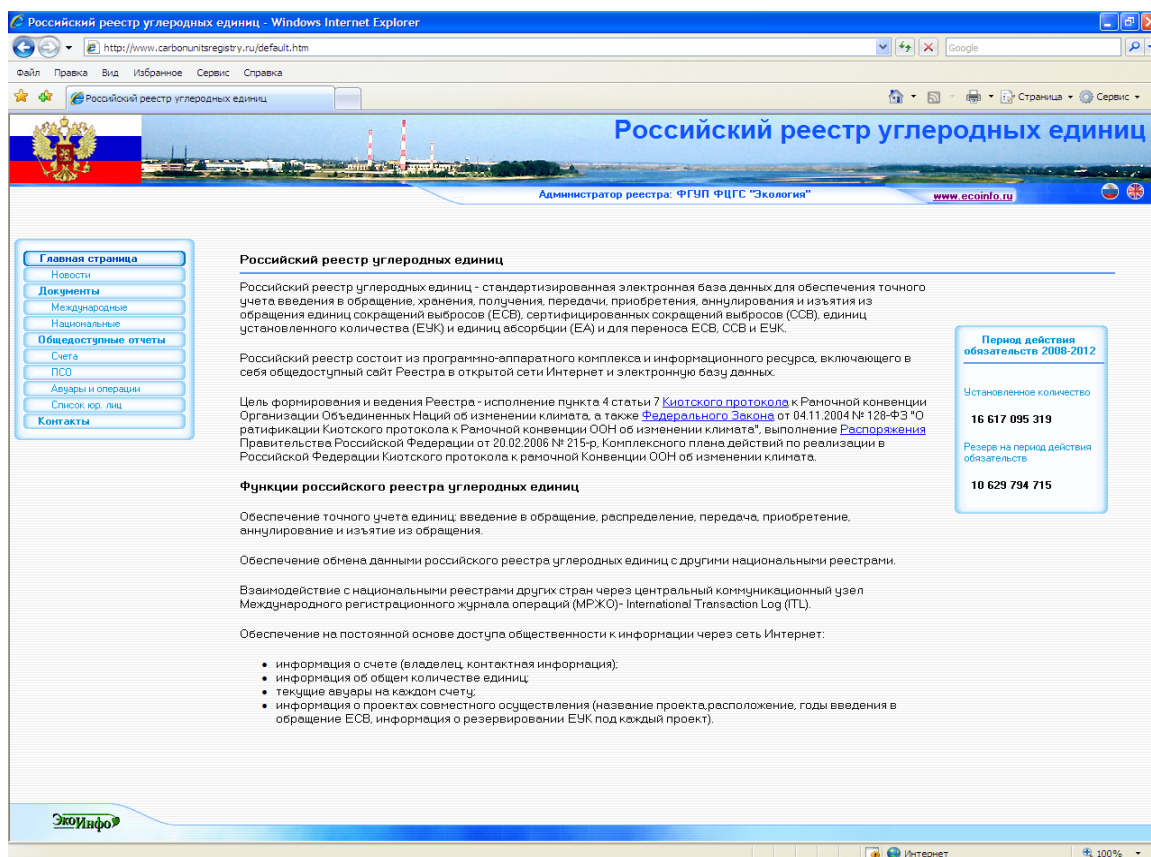 Российский реестр углеродных единиц - Windows Internet Explorer
http://www.carbonunitsregistry.ru/default.htm
Google
Файл Правка Вид Избранное Сервис Справка
Российский реестр углеродных единиц
Страница
Сервис
Российский реестр углеродных единиц
Администратор реестра: ФГУП ФЦГС "Экология"
www.ecoinfo.ru
Главная страница
Новости
Документы
Международные
Национальные
Общедоступные отчеты
Счета
ПСО
Авуары и операции
Список юр. лиц
Контакты
Российский реестр углеродных единиц
Российский реестр углеродных единиц - стандартизированная электронная база данных для обеспечения точного
учета введения в обращение, хранения, получения, передачи, приобретения, аннулирования и изъятия из
обращения единиц сокращений выбросов (ЕСВ), сертифицированных сокращений выбросов (ССВ), единиц
установленного количества (ЕУК) и единиц абсорбции (ЕА) и для переноса ЕСВ, ССВ и ЕУК.
Российский реестр состоит из программно-аппаратного комплекса и информационного ресурса, включающего в
себя общедоступный сайт Реестра в открытой сети Интернет и электронную базу данных.
Цель формирования и ведения Реестра - исполнение пункта 4 статьи 7 Киотского протокола к Рамочной конвенции
Организации Объединенных Наций об изменении климата, а также Федерального Закона от 04.11.2004 № 128-ФЗ "О
ратификации Киотского протокола к Рамочной конвенции ООН об изменении климата", выполнение Распоряжения
Правительства Российской Федерации от 20.02.2006 № 215-р, Комплексного плана действий по реализации в
Российской Федерации Киотского протокола к рамочной Конвенции ООН об изменении климата.
Функции российского реестра углеродных единиц
Обеспечение точного учета единиц: введение в обращение, распределение, передача, приобретение,
аннулирование и изъятие из обращения.
Обеспечение обмена данными российского реестра углеродных единиц с другими национальными реестрами.
Взаимодействие с национальными реестрами других стран через центральный коммуникационный узел
Международного регистрационного журнала операций (МРЖО)- International Transaction Log (ITL).
Обеспечение на постоянной основе доступа общественности к информации через сеть Интернет:
• информация о счете (владелец, контактная информация);
• информация об общем количестве единиц;
• текущие авуары на каждом счету;
• информация о проектах совместного осуществления (название проекта,расположение, годы введения в
обращение ЕСВ, информация о резервировании ЕУК под каждый проект).
Период действия
обязательств 2008-2012
Установленное количество
16 617 095 319
Резерв на период действия
обязательств
10 629 794 715
ЭкоИнфо
Интернет
100%